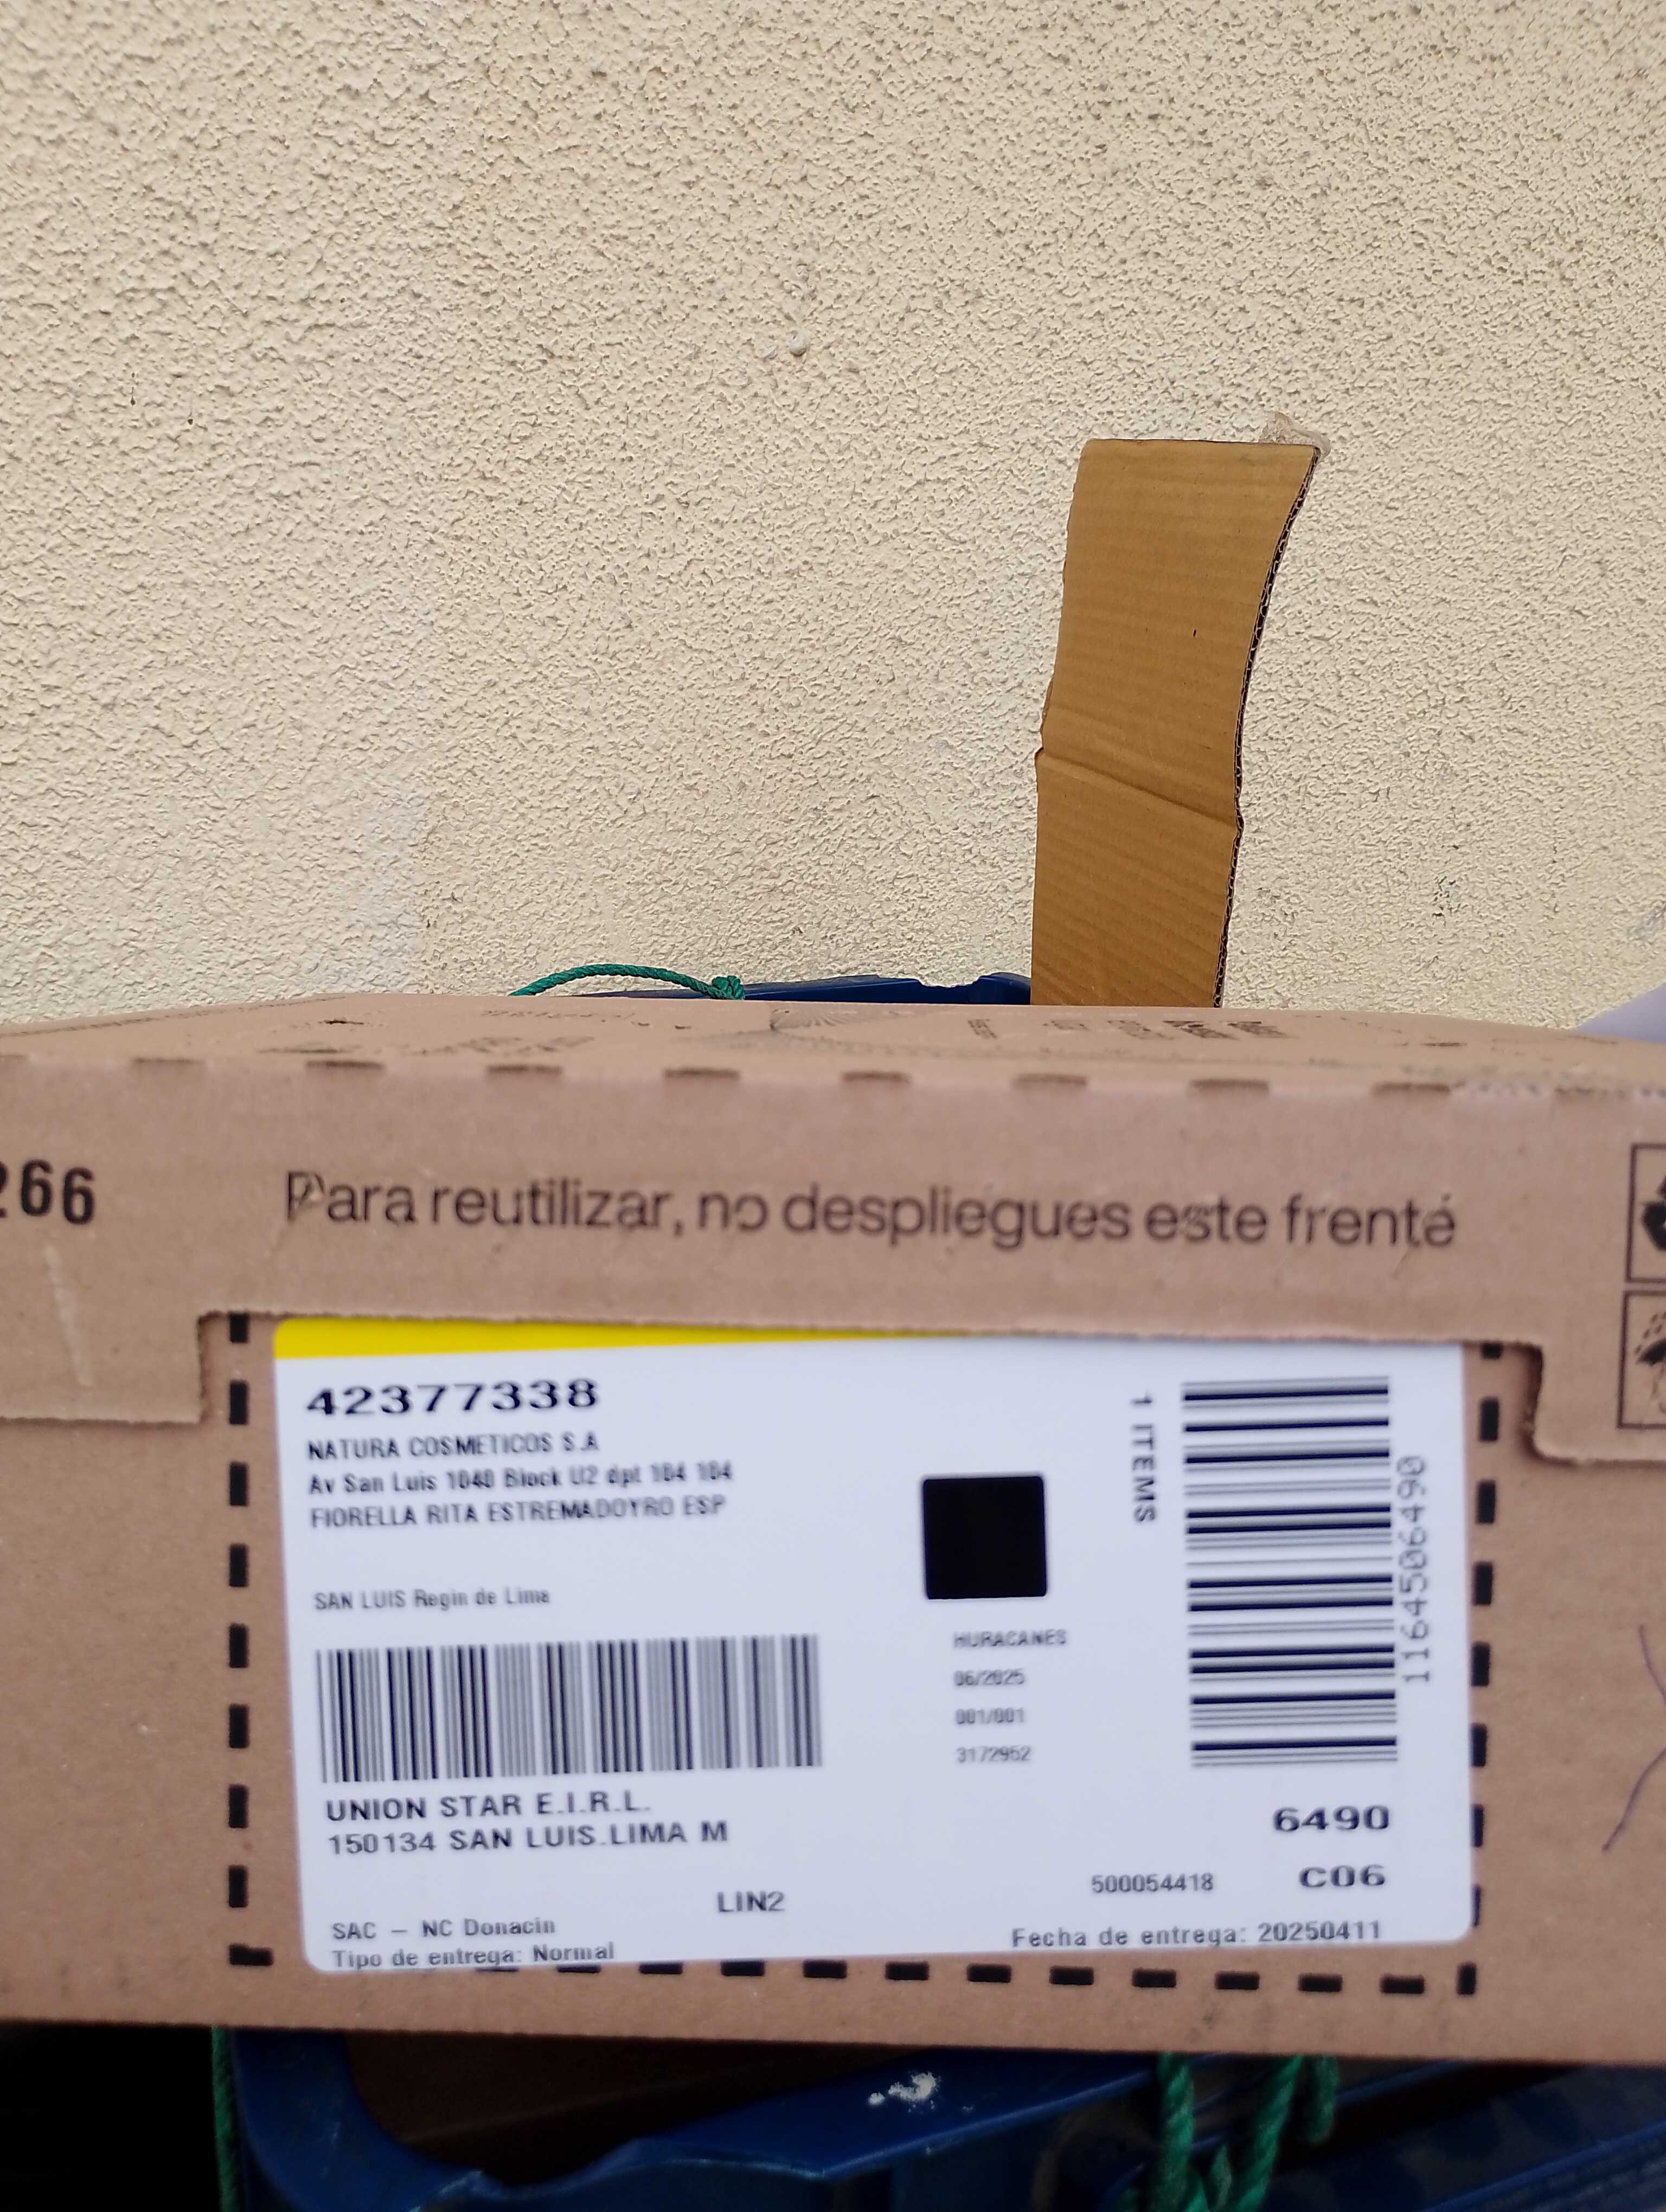 266
Para reutilizar, no despliegues este frente
42377338
NATURA COSMETICOS S.A
Av San Luis 1040 Block U2 dpt 104 104
FIORELLA RITA ESTREMADOYRO ESP
SAN LUIS Regin de Lima
UNION STAR E.I.R.L.
150134 SAN LUIS.LIMA M
LIN2
SAC - NC Donacin
Tipo de entrega: Normal
HURACANES
06/2025
001/001
3172952
1 ITEMS
1164506490
6490
C06
500054418
Fecha de entrega: 20250411